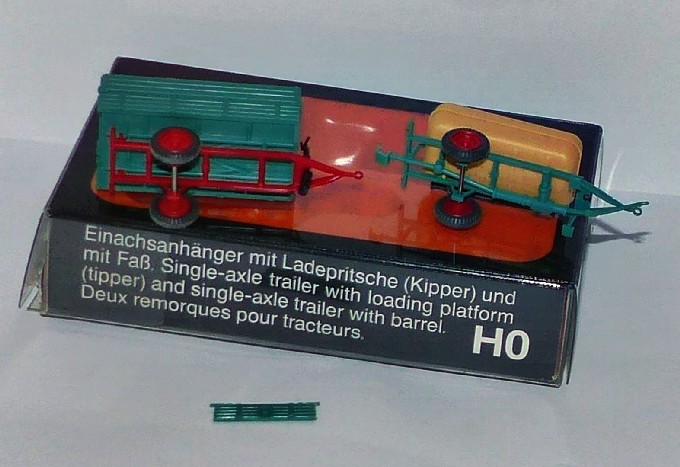 Einachsanhänger mit Ladepritsche (Kipper) und
mit Faß. Single-axle trailer with loading platform
(tipper) and single-axle trailer with barrel.
Deux remorques pour tracteurs.
H0